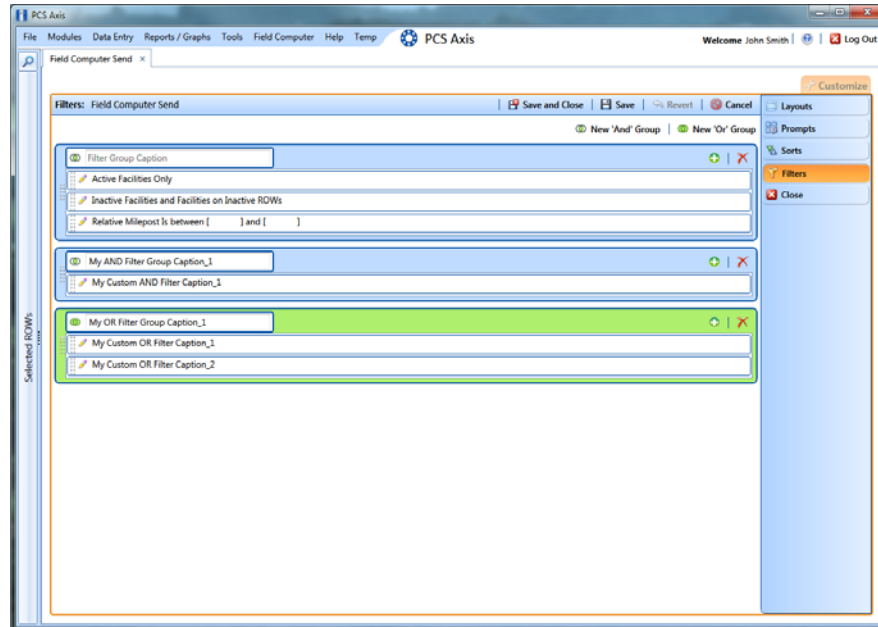 PCS Axis
File Modules Data Entry Reports / Graphs Tools Field Computer Help Temp PCS Axis Welcome John Smith Log Out
Field Computer Send ×
Customize
Filters: Field Computer Send Save and Close Save Revert Cancel
Layouts
New 'And' Group New 'Or' Group
Prompts
Sorts
Filters
Close
Filter Group Caption
Active Facilities Only
Inactive Facilities and Facilities on Inactive ROWs
Relative Milepost Is between [ ] and [ ]
My AND Filter Group Caption_1
My Custom AND Filter Caption_1
My OR Filter Group Caption_1
My Custom OR Filter Caption_1
My Custom OR Filter Caption_2
Selected ROWs